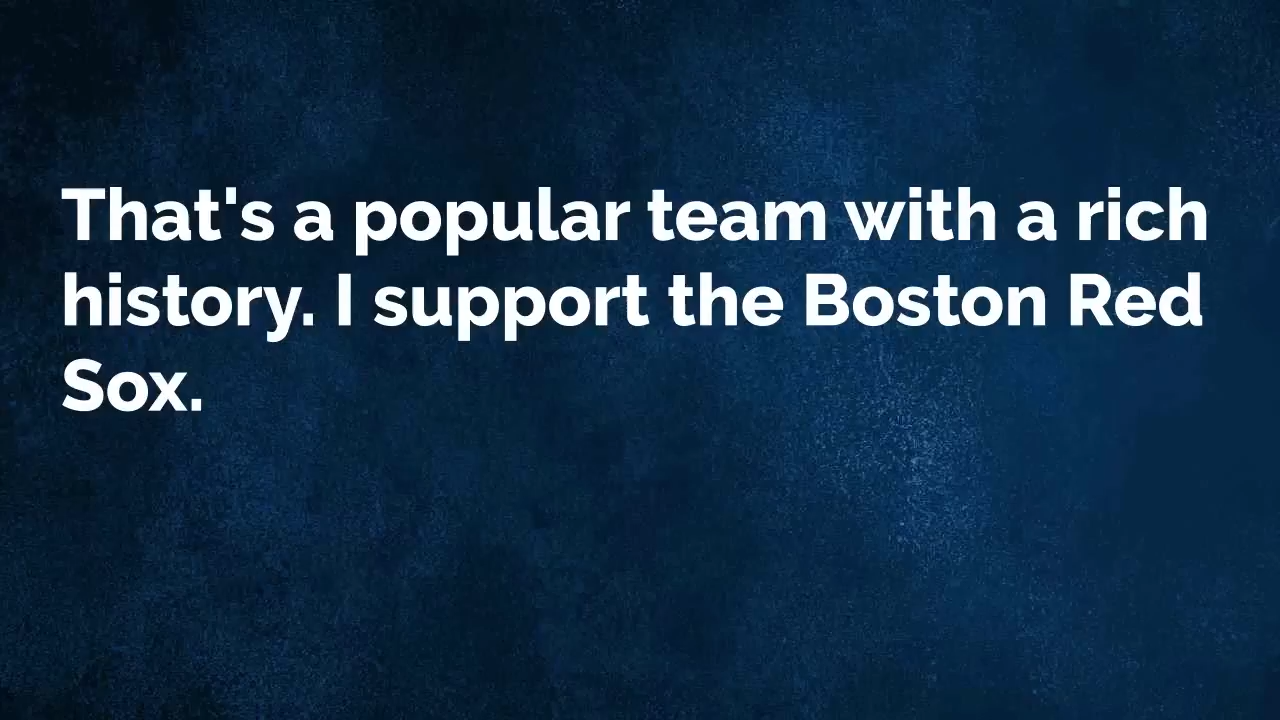 That's a popular team with a rich
history. I support the Boston Red
Sox.